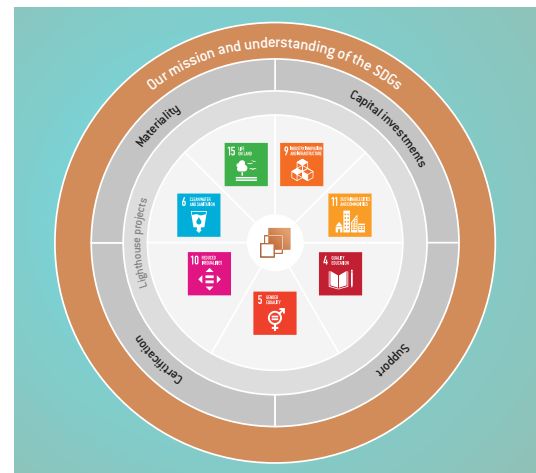 Our mission and understanding of the SDGs
Materiality
Capital investments
Lighthouse projects
Certification
Support
15 LIFE
ON LAND
9 INDUSTRY, INNOVATION
AND INFRASTRUCTURE
6 CLEAN WATER
AND SANITATION
11 SUSTAINABLE CITIES
AND COMMUNITIES
10 REDUCED
INEQUALITIES
4 QUALITY
EDUCATION
5 GENDER
EQUALITY